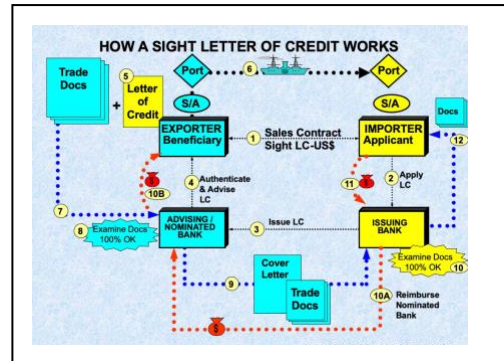 HOW A SIGHT LETTER OF CREDIT WORKS
Trade
Docs
+
5
Letter
of
Credit
Port
6
Port
S/A
S/A
Docs
EXPORTER
Beneficiary
1
Sales Contract
Sight LC-US$
IMPORTER
Applicant
12
10B
4
Authenticate
& Advise
LC
11
2
Apply
LC
7
8
Examine Docs
100% OK
ADVISING /
NOMINATED
BANK
3
Issue LC
ISSUING
BANK
Examine Docs
100% OK
10
9
Cover
Letter
Trade
Docs
10A
Reimburse
Nominated
Bank
$